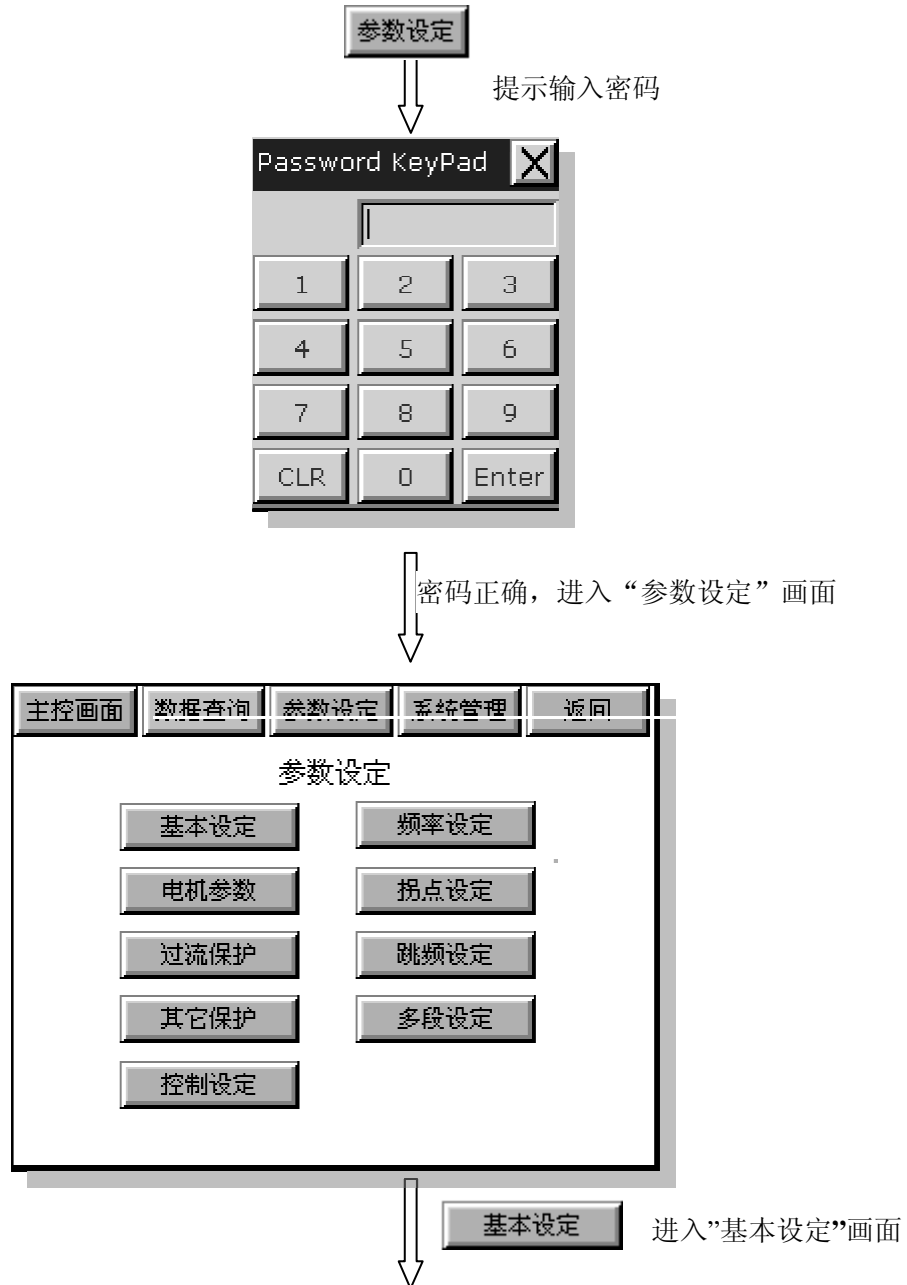 参数设定
提示输入密码
Password KeyPad
1 2 3
4 5 6
7 8 9
CLR 0 Enter
密码正确，进入“参数设定”画面
主控画面 数据查询 参数设定 系统管理 返回
参数设定
基本设定 频率设定
电机参数 拐点设定
过流保护 跳频设定
其它保护 多段设定
控制设定
基本设定 进入”基本设定”画面